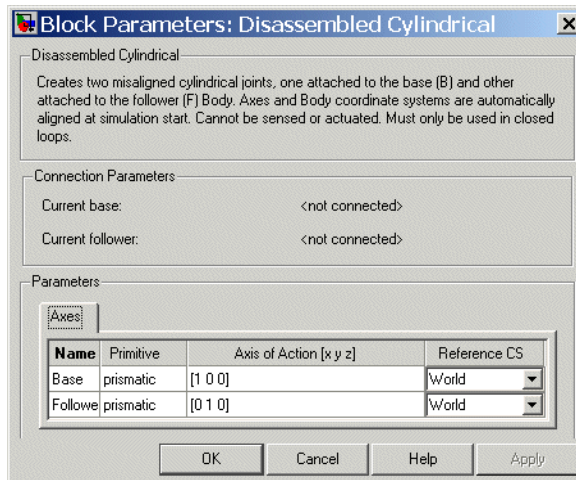 Block Parameters: Disassembled Cylindrical
Disassembled Cylindrical
Creates two misaligned cylindrical joints, one attached to the base (B) and other
attached to the follower (F) Body. Axes and Body coordinate systems are automatically
aligned at simulation start. Cannot be sensed or actuated. Must only be used in closed
loops.
Connection Parameters
Current base: <not connected>
Current follower: <not connected>
Parameters
Axes
Name Primitive Axis of Action [x y z] Reference CS
Base prismatic [1 0 0] World
Followe prismatic [0 1 0] World
OK Cancel Help Apply